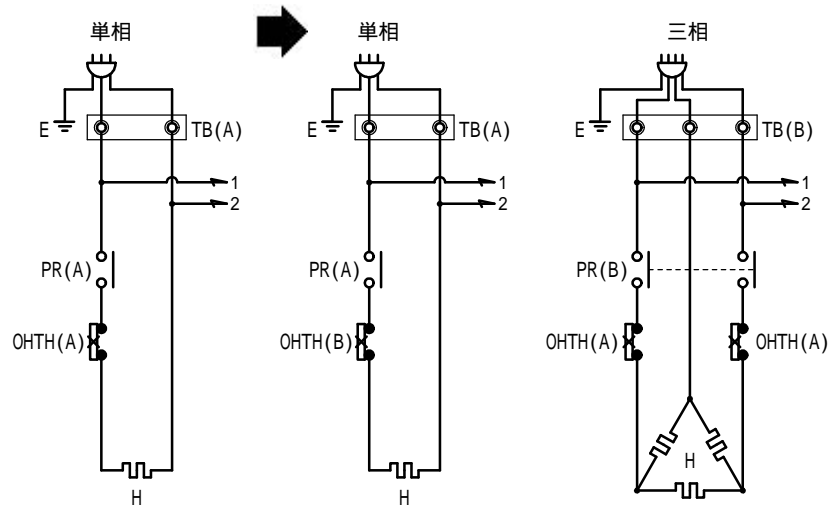 単相
単相
三相
E
TB(A)
E
TB(A)
E
TB(B)
1
2
1
2
1
2
PR(A)
PR(A)
PR(B)
OHTH(A)
OHTH(B)
OHTH(A)
OHTH(A)
H
H
H